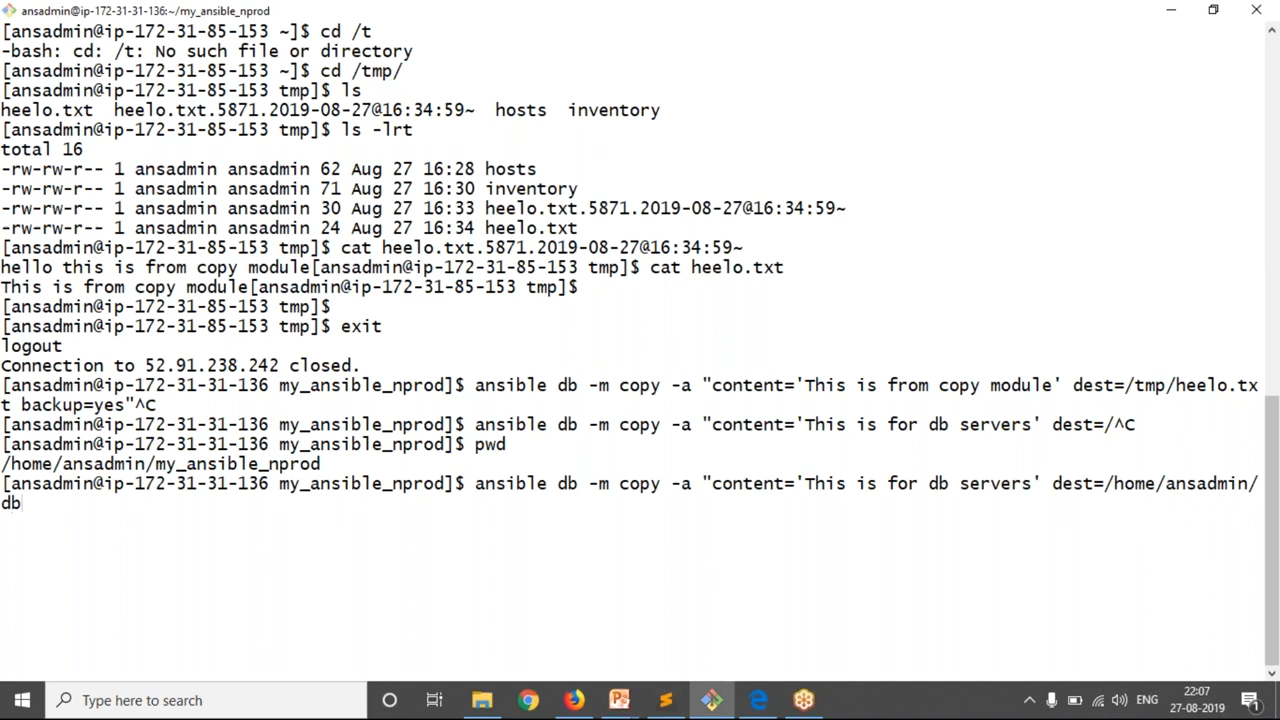 ansadmin@ip-172-31-31-136:~/my_ansible_nprod
[ansadmin@ip-172-31-85-153 ~]$ cd /t
-bash: cd: /t: No such file or directory
[ansadmin@ip-172-31-85-153 ~]$ cd /tmp/
[ansadmin@ip-172-31-85-153 tmp]$ ls
heelo.txt  heelo.txt.5871.2019-08-27@16:34:59~  hosts  inventory
[ansadmin@ip-172-31-85-153 tmp]$ ls -lrt
total 16
-rw-rw-r-- 1 ansadmin ansadmin 62 Aug 27 16:28 hosts
-rw-rw-r-- 1 ansadmin ansadmin 71 Aug 27 16:30 inventory
-rw-rw-r-- 1 ansadmin ansadmin 30 Aug 27 16:33 heelo.txt.5871.2019-08-27@16:34:59~
-rw-rw-r-- 1 ansadmin ansadmin 24 Aug 27 16:34 heelo.txt
[ansadmin@ip-172-31-85-153 tmp]$ cat heelo.txt.5871.2019-08-27@16:34:59~
hello this is from copy module[ansadmin@ip-172-31-85-153 tmp]$ cat heelo.txt
This is from copy module[ansadmin@ip-172-31-85-153 tmp]$
[ansadmin@ip-172-31-85-153 tmp]$
[ansadmin@ip-172-31-85-153 tmp]$ exit
logout
Connection to 52.91.238.242 closed.
[ansadmin@ip-172-31-31-136 my_ansible_nprod]$ ansible db -m copy -a "content='This is from copy module' dest=/tmp/heelo.tx
t backup=yes"^C
[ansadmin@ip-172-31-31-136 my_ansible_nprod]$ ansible db -m copy -a "content='This is for db servers' dest=/^C
[ansadmin@ip-172-31-31-136 my_ansible_nprod]$ pwd
/home/ansadmin/my_ansible_nprod
[ansadmin@ip-172-31-31-136 my_ansible_nprod]$ ansible db -m copy -a "content='This is for db servers' dest=/home/ansadmin/
db
Type here to search
ENG
22:07
27-08-2019